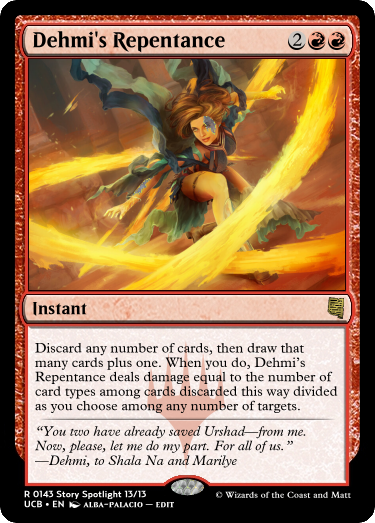 Dehmi's Repentance 2
Instant
Discard any number of cards, then draw that
many cards plus one. When you do, Dehmi’s
Repentance deals damage equal to the number of
card types among cards discarded this way divided
as you choose among any number of targets.
“You two have already saved Urshad—from me.
Now, please, let me do my part. For all of us.”
—Dehmi, to Shala Na and Marilye
R 0143 Story Spotlight 13/13
UCB • EN ALBA-PALACIO — EDIT
© Wizards of the Coast and Matt